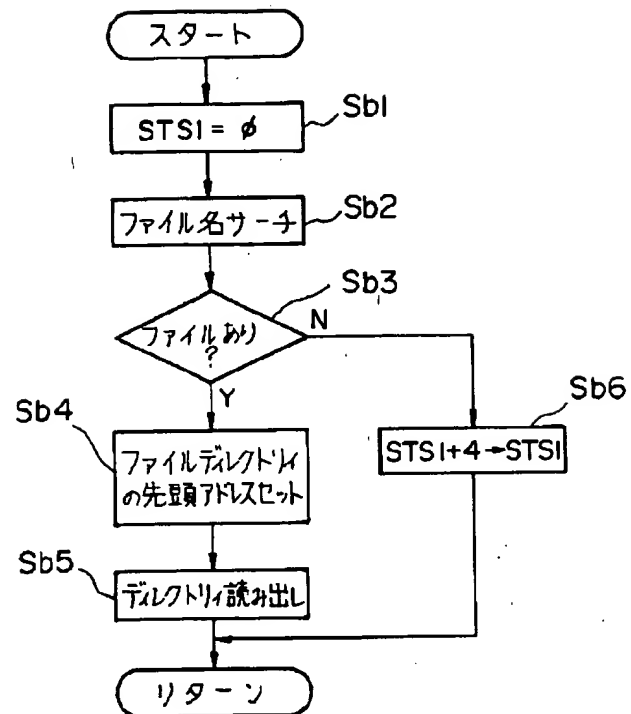 スタート
STS1 = φ
Sb1
ファイル名サーチ
Sb2
ファイルあり
?
Sb3
N
Y
Sb4
ファイルディレクトリィ
の先頭アドレスセット
Sb6
STS1+4→STS1
Sb5
ディレクトリィ読み出し
リターン